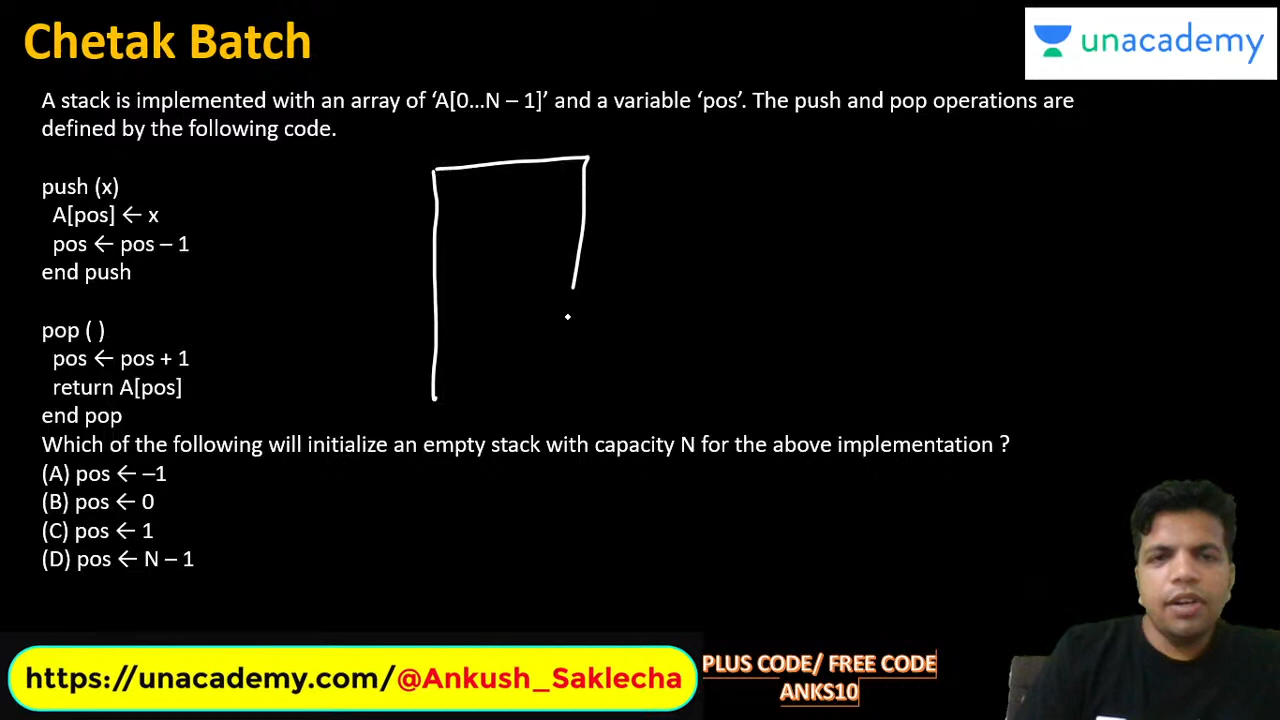 Chetak Batch
unacademy
A stack is implemented with an array of ‘A[0…N – 1]’ and a variable ‘pos’. The push and pop operations are
defined by the following code.
push (x)
A[pos] ← x
pos ← pos – 1
end push
pop ( )
pos ← pos + 1
return A[pos]
end pop
Which of the following will initialize an empty stack with capacity N for the above implementation ?
(A) pos ← –1
(B) pos ← 0
(C) pos ← 1
(D) pos ← N – 1
https://unacademy.com/@Ankush_Saklecha
PLUS CODE/ FREE CODE
ANKS10